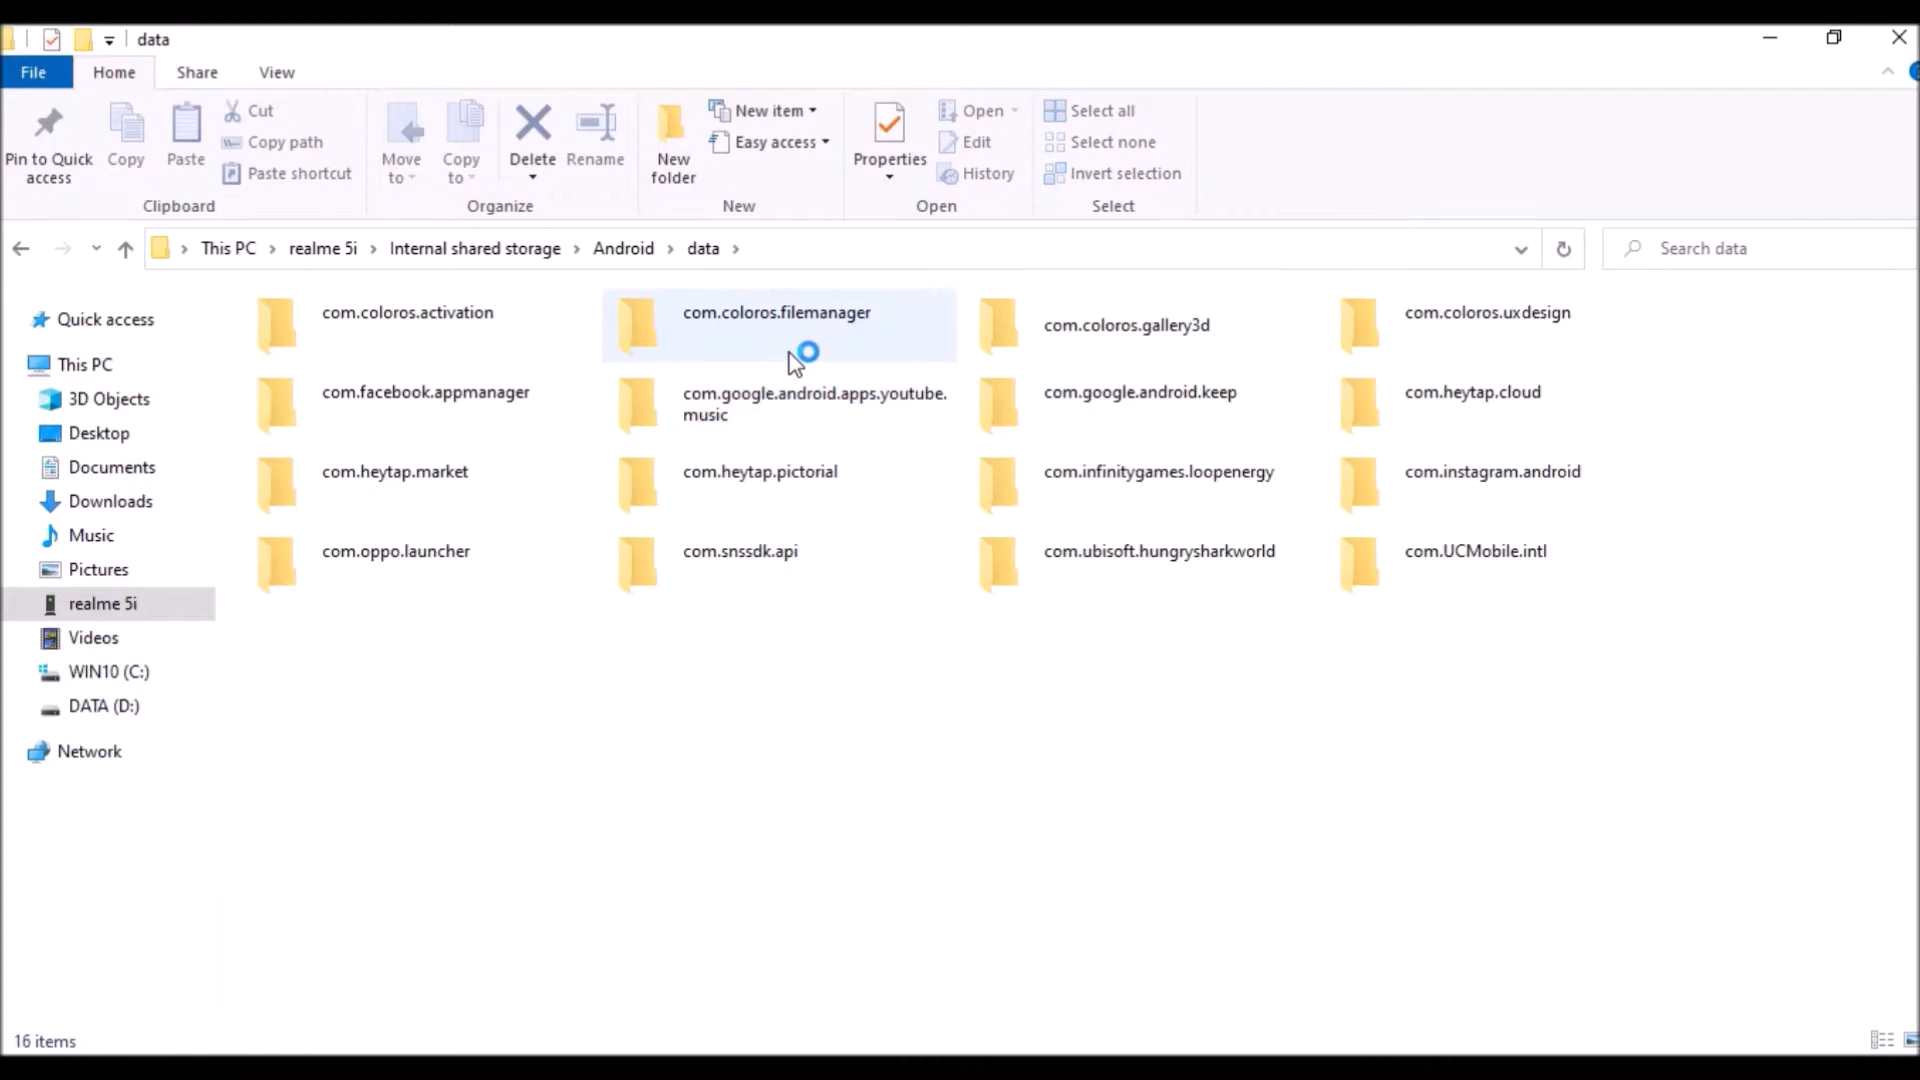 data
File Home Share View
Pin to Quick access
Copy
Paste
Cut
Copy path
Paste shortcut
Clipboard
Move to
Copy to
Delete
Rename
Organize
New folder
New item
Easy access
New
Properties
Open
Edit
History
Open
Select all
Select none
Invert selection
Select
This PC > realme 5i > Internal shared storage > Android > data >
Search data
Quick access
This PC
3D Objects
Desktop
Documents
Downloads
Music
Pictures
realme 5i
Videos
WIN10 (C:)
DATA (D:)
Network
com.coloros.activation
com.coloros.filemanager
com.coloros.gallery3d
com.coloros.uxdesign
com.facebook.appmanager
com.google.android.apps.youtube.
music
com.google.android.keep
com.heytap.cloud
com.heytap.market
com.heytap.pictorial
com.infinitygames.loopenergy
com.instagram.android
com.oppo.launcher
com.snssdk.api
com.ubisoft.hungrysharkworld
com.UCMobile.intl
16 items